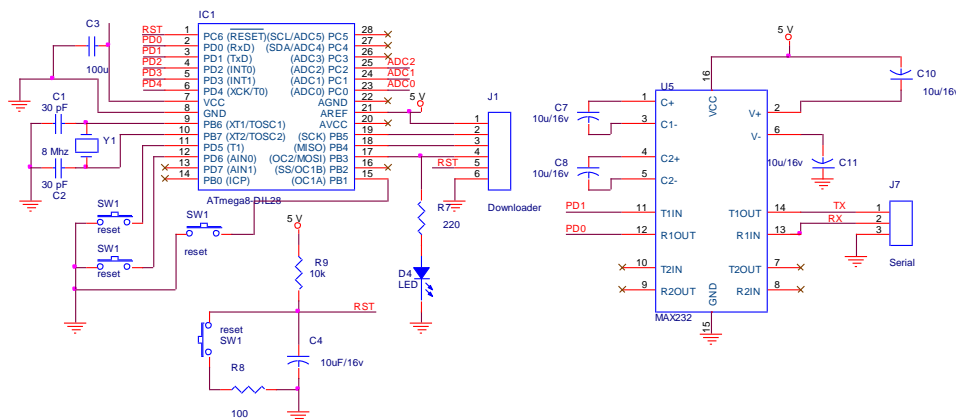 C3
100u
C1
30 pF
8 Mhz
Y1
30 pF
C2
IC1
RST 1 PC6 (RESET)(SCL/ADC5) PC5 28
PD0 2 PD0 (RxD) (SDA/ADC4) PC4 27
PD1 3 PD1 (TxD) (ADC3) PC3 26
PD2 4 PD2 (INT0) (ADC2) PC2 25 ADC2
PD3 5 PD3 (INT1) (ADC1) PC1 24 ADC1
PD4 6 PD4 (XCK/T0) (ADC0) PC0 23 ADC0
7 VCC AGND 22
8 GND AREF 21
9 PB6 (XT1/TOSC1) AVCC 20
10 PB7 (XT2/TOSC2) (SCK) PB5 19
11 PD5 (T1) (MISO) PB4 18
12 PD6 (AIN0) (OC2/MOSI) PB3 17
13 PD7 (AIN1) (SS/OC1B) PB2 16
14 PB0 (ICP) (OC1A) PB1 15
ATmega8-DIL28
5 V
J1
1
2
3
4
RST 5
6
Downloader
SW1
reset
SW1
reset
SW1
reset
5 V
R9
10k
RST
reset
SW1
C4
10uF/16v
R8
100
R7
220
D4
LED
5 V
C10
10u/16v
C7
10u/16v
C8
10u/16v
10u/16v
C11
U5
16
VCC
1 C+
3 C1-
4 C2+
5 C2-
V+ 2
V- 6
PD1 11 T1IN T1OUT 14 TX
PD0 12 R1OUT R1IN 13 RX
10 T2IN T2OUT 7
9 R2OUT R2IN 8
GND
15
MAX232
J7
1
2
3
Serial